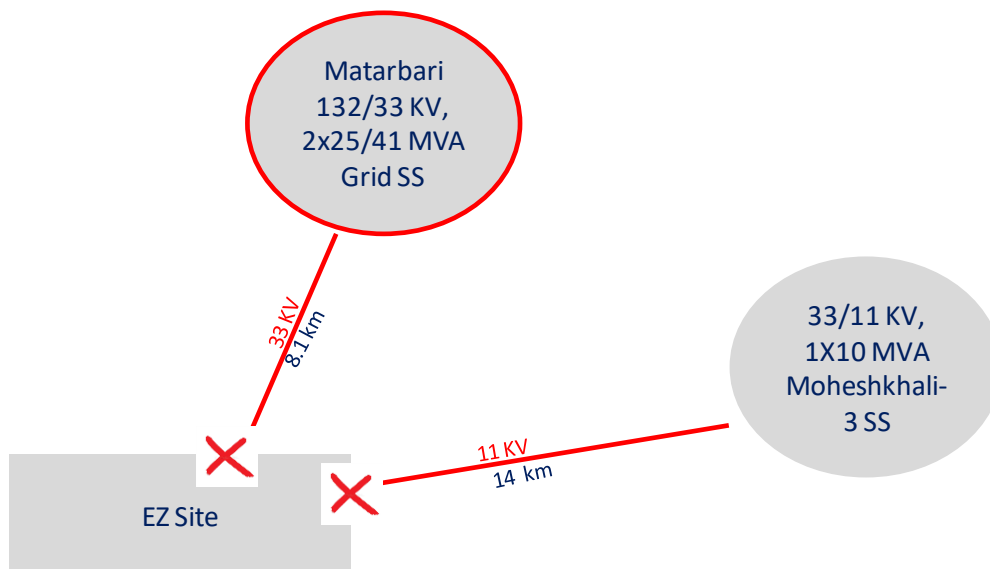 Matarbari
132/33 KV,
2x25/41 MVA
Grid SS
33 KV
8.1 km
33/11 KV,
1X10 MVA
Moheshkhali-
3 SS
11 KV
14 km
EZ Site